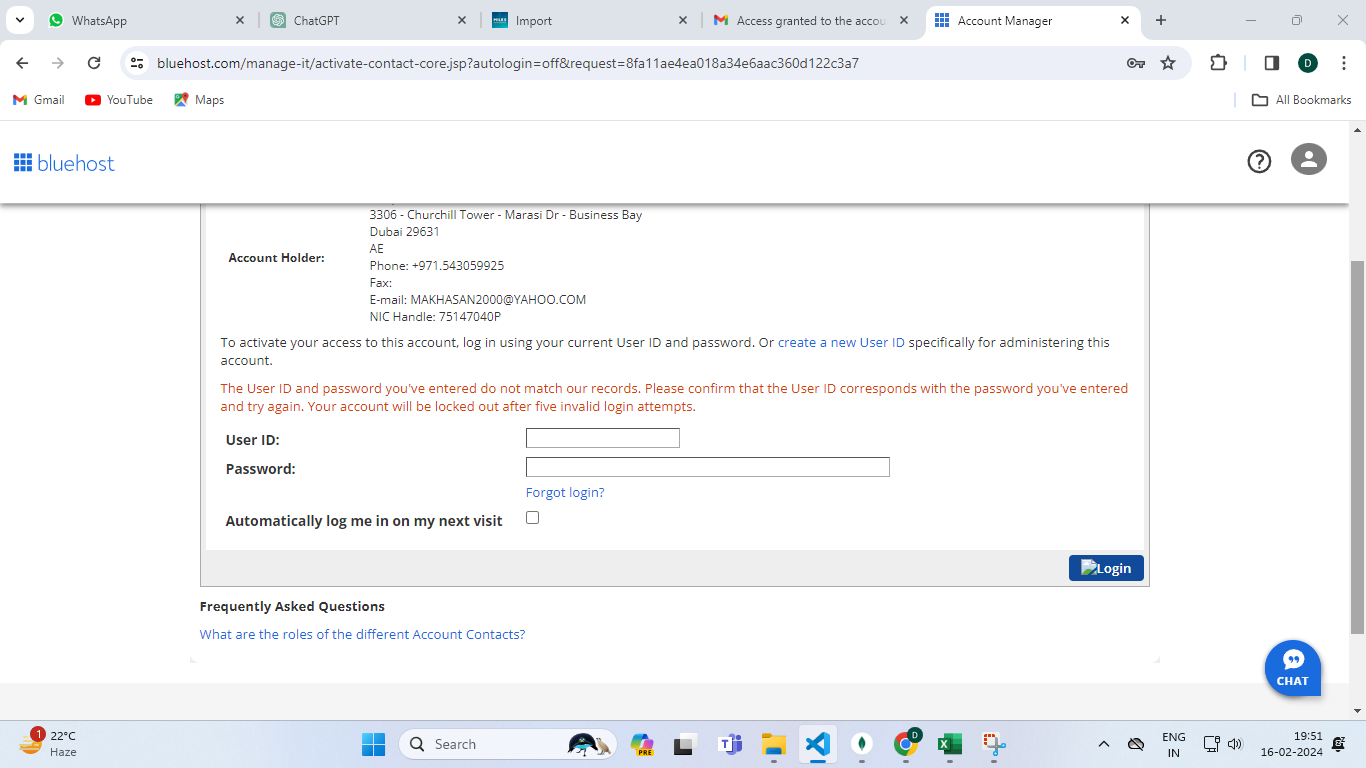 WhatsApp
ChatGPT
MILES Import
Access granted to the accou
Account Manager
bluehost.com/manage-it/activate-contact-core.jsp?autologin=off&request=8fa11ae4ea018a34e6aac360d122c3a7
D
Gmail
YouTube
Maps
All Bookmarks
bluehost
3306 - Churchill Tower - Marasi Dr - Business Bay
Dubai 29631
AE
Account Holder:
Phone: +971.543059925
Fax:
E-mail: MAKHASAN2000@YAHOO.COM
NIC Handle: 75147040P
To activate your access to this account, log in using your current User ID and password. Or create a new User ID specifically for administering this
account.
The User ID and password you've entered do not match our records. Please confirm that the User ID corresponds with the password you've entered
and try again. Your account will be locked out after five invalid login attempts.
User ID:
Password:
Forgot login?
Automatically log me in on my next visit
Login
Frequently Asked Questions
What are the roles of the different Account Contacts?
CHAT
1
22°C
Haze
Search
PRE
D
ENG
IN
19:51
16-02-2024